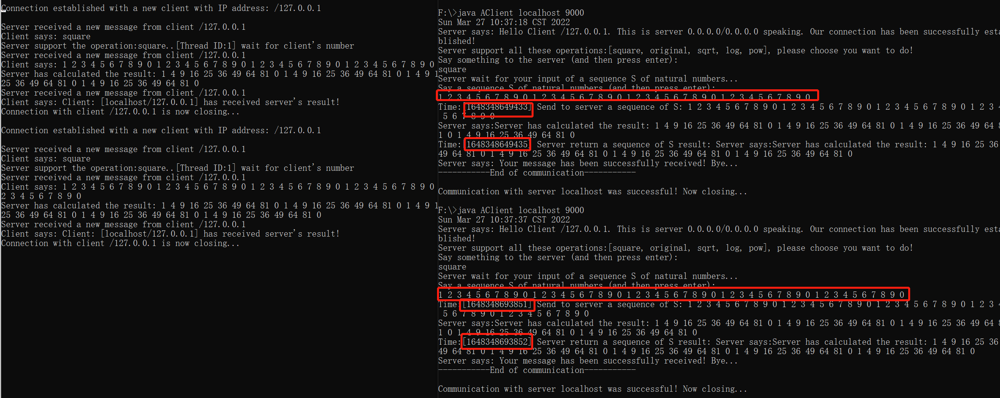 Connection established with a new client with IP address: /127.0.0.1
Server received a new message from client /127.0.0.1
Client says: square
Server support the operation:square..[Thread ID:1] wait for client's number
Server received a new message from client /127.0.0.1
Client says: 1 2 3 4 5 6 7 8 9 0 1 2 3 4 5 6 7 8 9 0 1 2 3 4 5 6 7 8 9 0 1 2 3 4 5 6 7 8 9 0
Server has calculated the result: 1 4 9 16 25 36 49 64 81 0 1 4 9 16 25 36 49 64 81 0 1 4 9 1
25 36 49 64 81 0 1 4 9 16 25 36 49 64 81 0
Server received a new message from client /127.0.0.1
Client says: Client: [localhost/127.0.0.1] has received server's result!
Connection with client /127.0.0.1 is now closing...
Connection established with a new client with IP address: /127.0.0.1
Server received a new message from client /127.0.0.1
Client says: square
Server support the operation:square..[Thread ID:1] wait for client's number
Server received a new message from client /127.0.0.1
Client says: 1 2 3 4 5 6 7 8 9 0 1 2 3 4 5 6 7 8 9 0 1 2 3 4 5 6 7 8 9 0 1 2 3 4 5 6 7 8 9 0
2 3 4 5 6 7 8 9 0
Server has calculated the result: 1 4 9 16 25 36 49 64 81 0 1 4 9 16 25 36 49 64 81 0 1 4 9 1
25 36 49 64 81 0 1 4 9 16 25 36 49 64 81 0 1 4 9 16 25 36 49 64 81 0
Server received a new message from client /127.0.0.1
Client says: Client: [localhost/127.0.0.1] has received server's result!
Connection with client /127.0.0.1 is now closing...
F:\>java AClient localhost 9000
Sun Mar 27 10:37:18 CST 2022
Server says: Hello Client /127.0.0.1. This is server 0.0.0.0/0.0.0.0 speaking. Our connection has been successfully esta
blished!
Server support all these operations:[square, original, sqrt, log, pow], please choose you want to do!
Say something to the server (and then press enter):
square
Server wait for your input of a sequence S of natural numbers...
Say a sequence S of natural numbers (and then press enter):
1 2 3 4 5 6 7 8 9 0 1 2 3 4 5 6 7 8 9 0 1 2 3 4 5 6 7 8 9 0 1 2 3 4 5 6 7 8 9 0
Time:[1648348649433] Send to server a sequence of S: 1 2 3 4 5 6 7 8 9 0 1 2 3 4 5 6 7 8 9 0 1 2 3 4 5 6 7 8 9 0 1 2 3 4
5 6 7 8 9 0
Server says:Server has calculated the result: 1 4 9 16 25 36 49 64 81 0 1 4 9 16 25 36 49 64 81 0 1 4 9 16 25 36 49 64 8
1 0 1 4 9 16 25 36 49 64 81 0
Time:[1648348649435] Server return a sequence of S result: Server says:Server has calculated the result: 1 4 9 16 25 36
49 64 81 0 1 4 9 16 25 36 49 64 81 0 1 4 9 16 25 36 49 64 81 0 1 4 9 16 25 36 49 64 81 0
Server says: Your message has been successfully received! Bye...
-----------End of communication-----------
Communication with server localhost was successful! Now closing...
F:\>java AClient localhost 9000
Sun Mar 27 10:37:37 CST 2022
Server says: Hello Client /127.0.0.1. This is server 0.0.0.0/0.0.0.0 speaking. Our connection has been successfully esta
blished!
Server support all these operations:[square, original, sqrt, log, pow], please choose you want to do!
Say something to the server (and then press enter):
square
Server wait for your input of a sequence S of natural numbers...
Say a sequence S of natural numbers (and then press enter):
1 2 3 4 5 6 7 8 9 0 1 2 3 4 5 6 7 8 9 0 1 2 3 4 5 6 7 8 9 0 1 2 3 4 5 6 7 8 9 0 1 2 3 4 5 6 7 8 9 0
Time:[1648348693851] Send to server a sequence of S: 1 2 3 4 5 6 7 8 9 0 1 2 3 4 5 6 7 8 9 0 1 2 3 4 5 6 7 8 9 0 1 2 3 4
5 6 7 8 9 0 1 2 3 4 5 6 7 8 9 0
Server says:Server has calculated the result: 1 4 9 16 25 36 49 64 81 0 1 4 9 16 25 36 49 64 81 0 1 4 9 16 25 36 49 64 8
1 0 1 4 9 16 25 36 49 64 81 0 1 4 9 16 25 36 49 64 81 0
Time:[1648348693852] Server return a sequence of S result: Server says:Server has calculated the result: 1 4 9 16 25 36
49 64 81 0 1 4 9 16 25 36 49 64 81 0 1 4 9 16 25 36 49 64 81 0 1 4 9 16 25 36 49 64 81 0 1 4 9 16 25 36 49 64 81 0
Server says: Your message has been successfully received! Bye...
-----------End of communication-----------
Communication with server localhost was successful! Now closing...